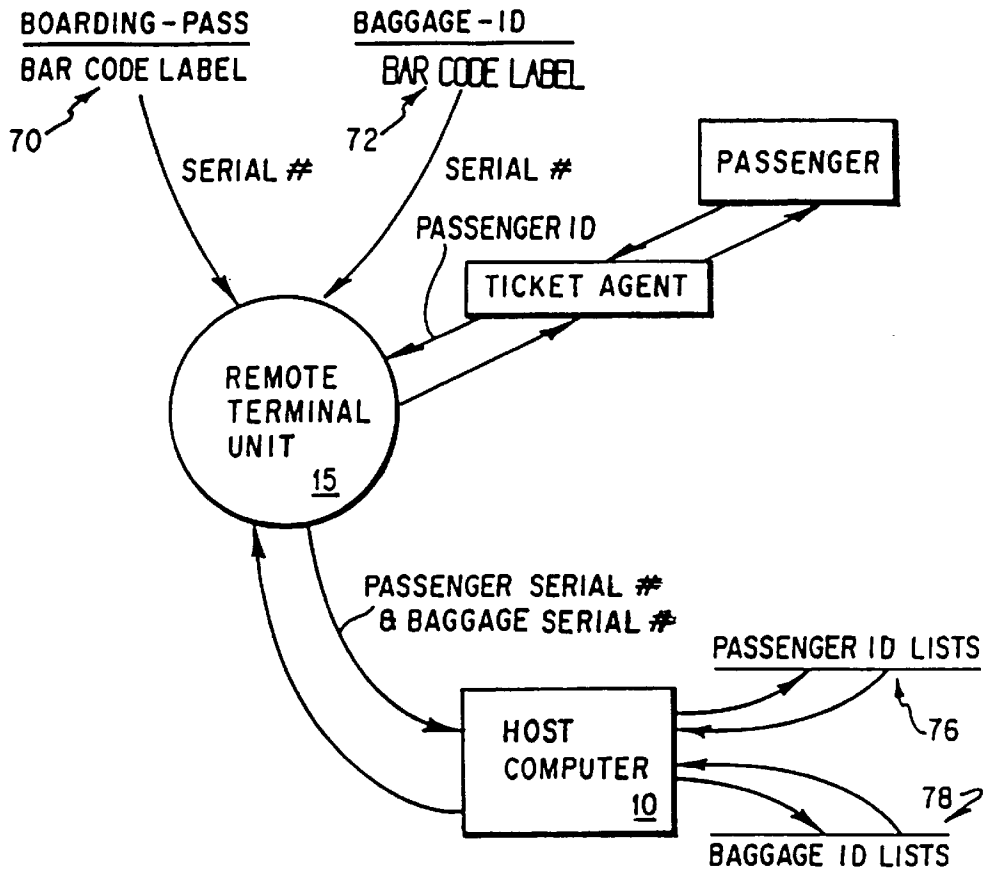 BOARDING-PASS
BAR CODE LABEL
70
BAGGAGE-ID
BAR CODE LABEL
72
SERIAL #
SERIAL #
PASSENGER
PASSENGER ID
TICKET AGENT
REMOTE
TERMINAL
UNIT
15
PASSENGER SERIAL #
& BAGGAGE SERIAL #
PASSENGER ID LISTS
76
HOST
COMPUTER
10
78
BAGGAGE ID LISTS